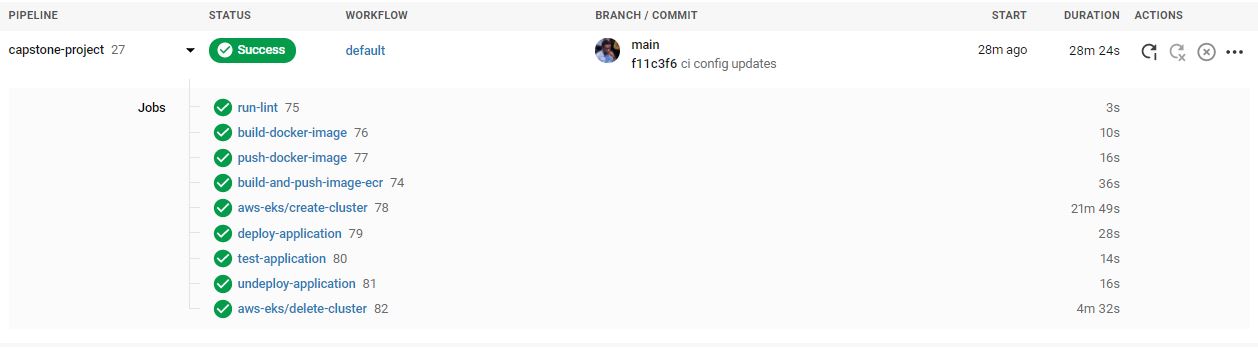 PIPELINE STATUS WORKFLOW BRANCH / COMMIT START DURATION ACTIONS
capstone-project 27 Success default main 28m ago 28m 24s
f11c3f6 ci config updates
Jobs run-lint 75 3s
build-docker-image 76 10s
push-docker-image 77 16s
build-and-push-image-ecr 74 36s
aws-eks/create-cluster 78 21m 49s
deploy-application 79 28s
test-application 80 14s
undeploy-application 81 16s
aws-eks/delete-cluster 82 4m 32s